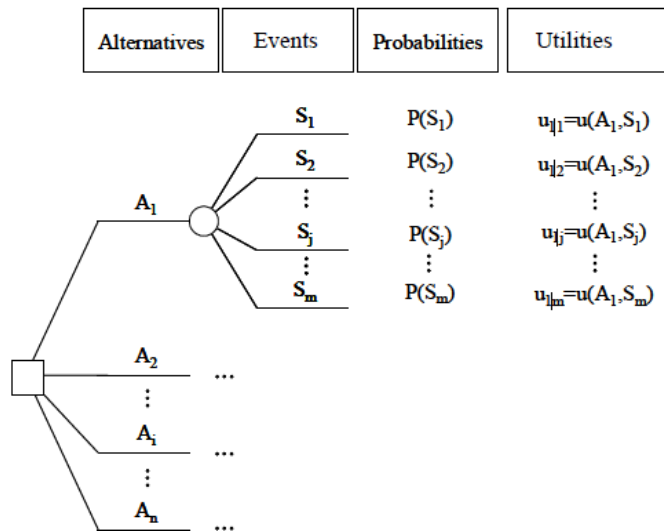 Alternatives Events Probabilities Utilities
S₁ P(S₁) u₁|₁=u(A₁,S₁)
S₂ P(S₂) u₁|₂=u(A₁,S₂)
⋮ ⋮ ⋮
A₁
Sⱼ P(Sⱼ) u₁|ⱼ=u(A₁,Sⱼ)
⋮ ⋮ ⋮
Sₘ P(Sₘ) u₁|ₘ=u(A₁,Sₘ)
A₂ ...
⋮
Aᵢ ...
⋮
Aₙ ...